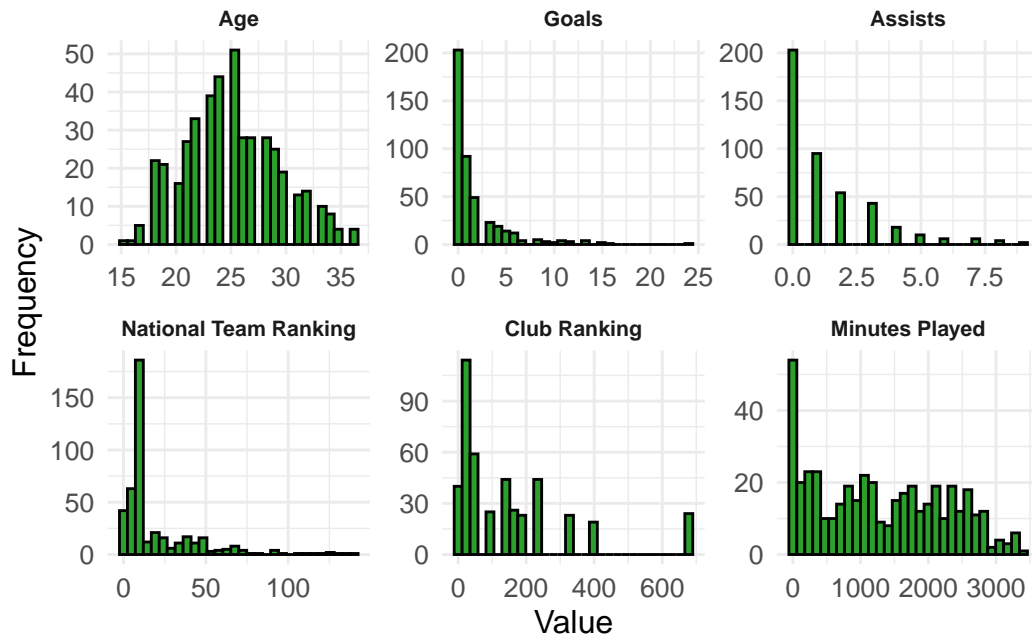 Age
Goals
Assists
50
40
30
20
10
0
15 20 25 30 35
200
150
100
50
0
0 5 10 15 20 25
200
150
100
50
0
0.0 2.5 5.0 7.5
National Team Ranking
Club Ranking
Minutes Played
150
100
50
0
0 50 100
90
60
30
0
0 200 400 600
40
20
0
0 1000 2000 3000
Frequency
Value